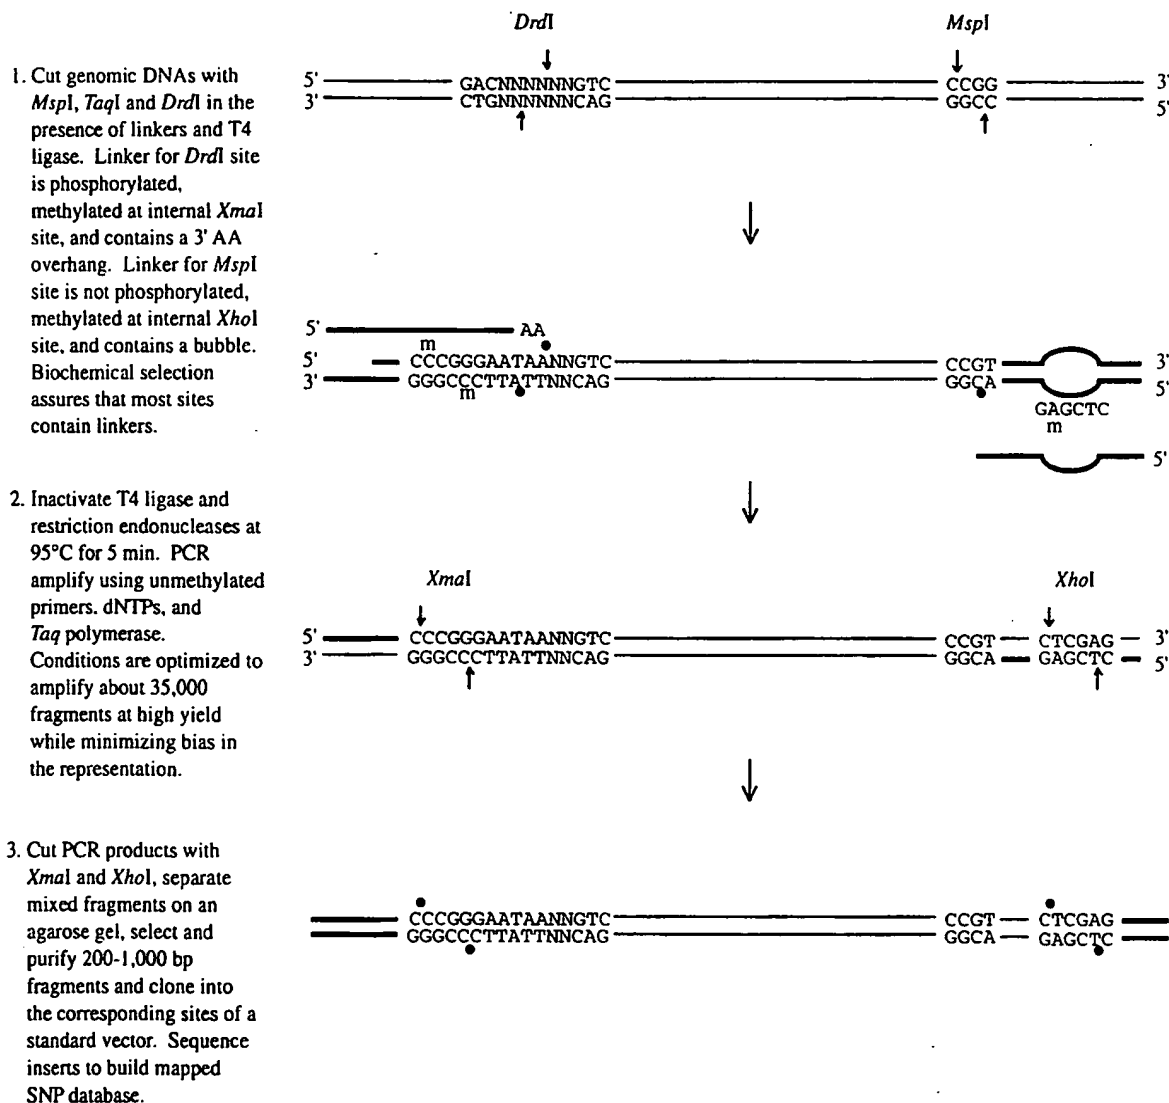 DrdI
MspI
1. Cut genomic DNAs with
MspI, TaqI and DrdI in the
presence of linkers and T4
ligase. Linker for DrdI site
is phosphorylated,
methylated at internal XmaI
site, and contains a 3' AA
overhang. Linker for MspI
site is not phosphorylated,
methylated at internal XhoI
site, and contains a bubble.
Biochemical selection
assures that most sites
contain linkers.
5' GACNNNNNNGTC CCGG 3'
3' CTGNNNNNNCAG GGCC 5'
5' AA
m
5' CCCGGGAATAANNGTC CCGT 3'
3' GGGCCCTTATTNNCAG GGCA 5'
m
GAGCTC
m
5'
2. Inactivate T4 ligase and
restriction endonucleases at
95°C for 5 min. PCR
amplify using unmethylated
primers. dNTPs, and
Taq polymerase.
Conditions are optimized to
amplify about 35,000
fragments at high yield
while minimizing bias in
the representation.
XmaI
XhoI
5' CCCGGGAATAANNGTC CCGT CTCGAG 3'
3' GGGCCCTTATTNNCAG GGCA GAGCTC 5'
3. Cut PCR products with
XmaI and XhoI, separate
mixed fragments on an
agarose gel, select and
purify 200-1,000 bp
fragments and clone into
the corresponding sites of a
standard vector. Sequence
inserts to build mapped
SNP database.
CCCGGGAATAANNGTC CCGT CTCGAG
GGGCCCTTATTNNCAG GGCA GAGCTC